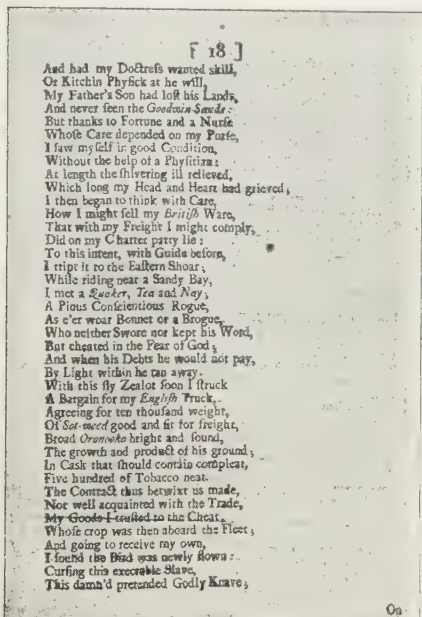 [ 18 ]
And had my Doctress wanted skill,
Or Kitchin Physick at he will,
My Father's Son had lost his Lands,
And never seen the Goodwin-Sands:
But thanks to Fortune and a Nurse
Whose Care depended on my Purse,
I saw myself in good Condition,
Without the help of a Physitian:
At length the shivering ill relieved,
Which long my Head and Heart had grieved;
I then began to think with Care,
How I might sell my British Ware,
That with my Freight I might comply,
Did on my Charter party lie:
To this intent, with Guide before,
I tript it to the Eastern Shoar;
While riding near a Sandy Bay,
I met a Quaker, Yea and Nay;
A Pious Conscientious Rogue,
As e'er woar Bonnet or a Brogue,
Who neither Swore nor kept his Word,
But cheated in the Fear of God;
And when his Debts he would not pay,
By Light within he ran away.
With this sly Zealot soon I struck
A Bargain for my English Truck,
Agreeing for ten thousand weight,
Of Sot-weed good and fit for freight,
Broad Oronooko bright and sound,
The growth and product of his ground;
In Cask that should contain compleat,
Five hundred of Tobacco neat.
The Contract thus betwixt us made,
Not well acquainted with the Trade,
My Goods I trusted to the Cheat,
Whose crop was then aboard the Fleet;
And going to receive my own,
I found the Bird was newly flown:
Cursing this execrable Slave,
This damn'd pretended Godly Knave;
On